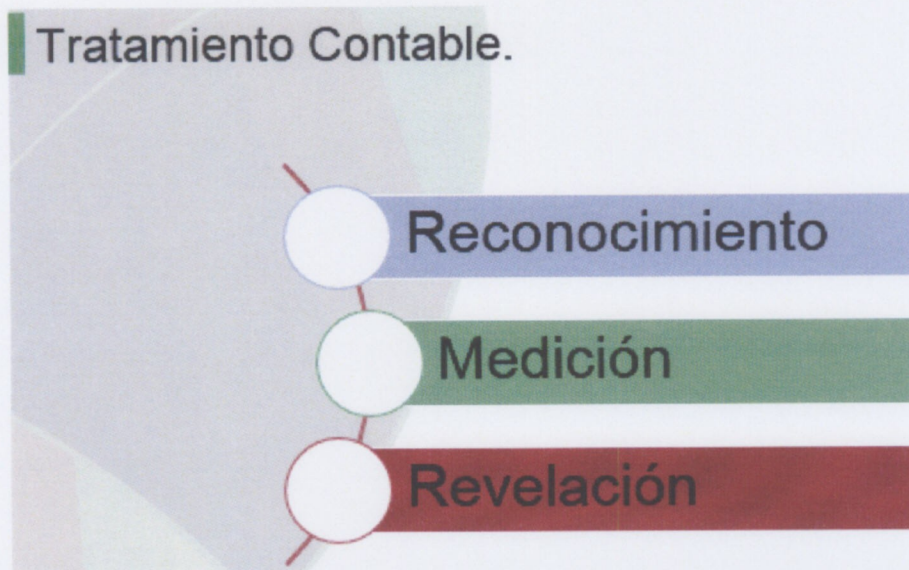 Tratamiento Contable.
Reconocimiento
Medición
Revelación